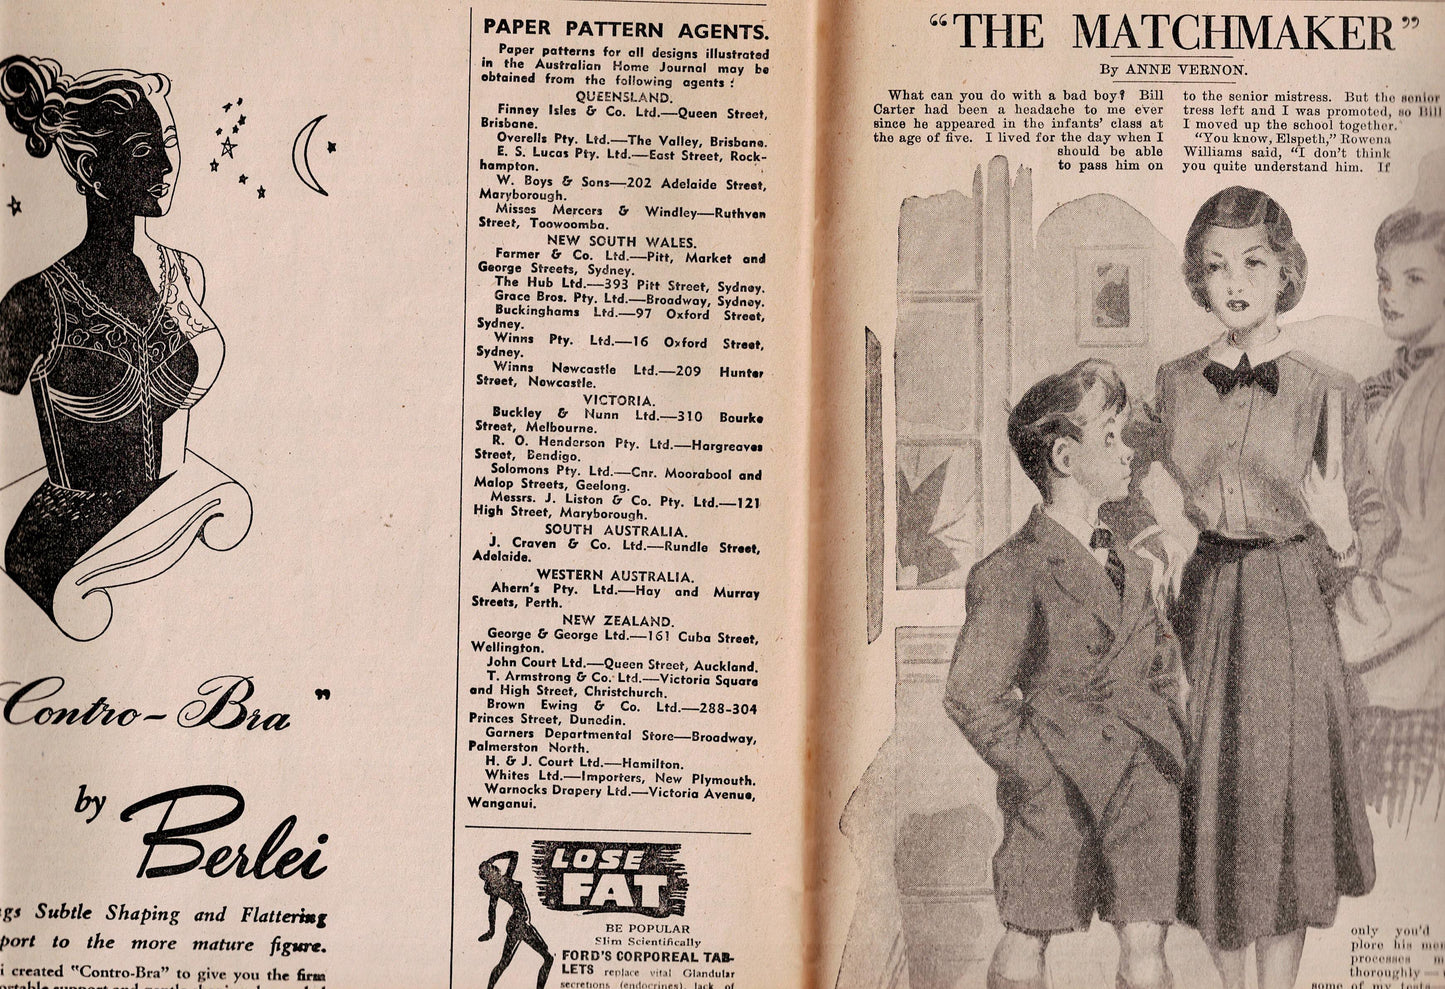 Contro-Bra"
by
Berlei
Subtle Shaping and Flattering
to the more mature figure.
created "Contro-Bra" to give you the firm
PAPER PATTERN AGENTS.
Paper patterns for all designs illustrated
in the Australian Home Journal may be
obtained from the following agents :
QUEENSLAND.
Finney Isles & Co. Ltd.—Queen Street,
Brisbane.
Overells Pty. Ltd.—The Valley, Brisbane.
E. S. Lucas Pty. Ltd.—East Street, Rock-
hampton.
W. Boys & Sons—202 Adelaide Street,
Maryborough.
Misses Mercers & Windley—Ruthven
Street, Toowoomba.
NEW SOUTH WALES.
Farmer & Co. Ltd.—Pitt, Market and
George Streets, Sydney.
The Hub Ltd.—393 Pitt Street, Sydney.
Grace Bros. Pty. Ltd.—Broadway, Sydney.
Buckinghams Ltd.—97 Oxford Street,
Sydney.
Winns Pty. Ltd.—16 Oxford Street,
Sydney.
Winns Newcastle Ltd.—209 Hunter
Street, Newcastle.
VICTORIA.
Buckley & Nunn Ltd.—310 Bourke
Street, Melbourne.
R. O. Henderson Pty. Ltd.—Hargreaves
Street, Bendigo.
Solomons Pty. Ltd.—Cnr. Moorabool and
Malop Streets, Geelong.
Messrs. J. Liston & Co. Pty. Ltd.—121
High Street, Maryborough.
SOUTH AUSTRALIA.
J. Craven & Co. Ltd.—Rundle Street,
Adelaide.
WESTERN AUSTRALIA.
Ahern's Pty. Ltd.—Hay and Murray
Streets, Perth.
NEW ZEALAND.
George & George Ltd.—161 Cuba Street,
Wellington.
John Court Ltd.—Queen Street, Auckland.
T. Armstrong & Co. Ltd.—Victoria Square
and High Street, Christchurch.
Brown Ewing & Co. Ltd.—288-304
Princes Street, Dunedin.
Garners Departmental Store—Broadway,
Palmerston North.
H. & J. Court Ltd.—Hamilton.
Whites Ltd.—Importers, New Plymouth.
Warnocks Drapery Ltd.—Victoria Avenue,
Wanganui.
LOSE
FAT
BE POPULAR
Slim Scientifically
FORD'S CORPOREAL TAB-
LETS replace vital Glandular
secretions (endocrines), lack of
"THE MATCHMAKER"
By ANNE VERNON.
What can you do with a bad boy? Bill
Carter had been a headache to me ever
since he appeared in the infants' class at
the age of five. I lived for the day when I
should be able
to pass him on
to the senior mistress. But the senior
tress left and I was promoted, so Bill
I moved up the school together.
"You know, Elspeth," Rowena
Williams said, "I don't think
you quite understand him. If
only you'd
plore his
processes
thoroughly—
some of my tests